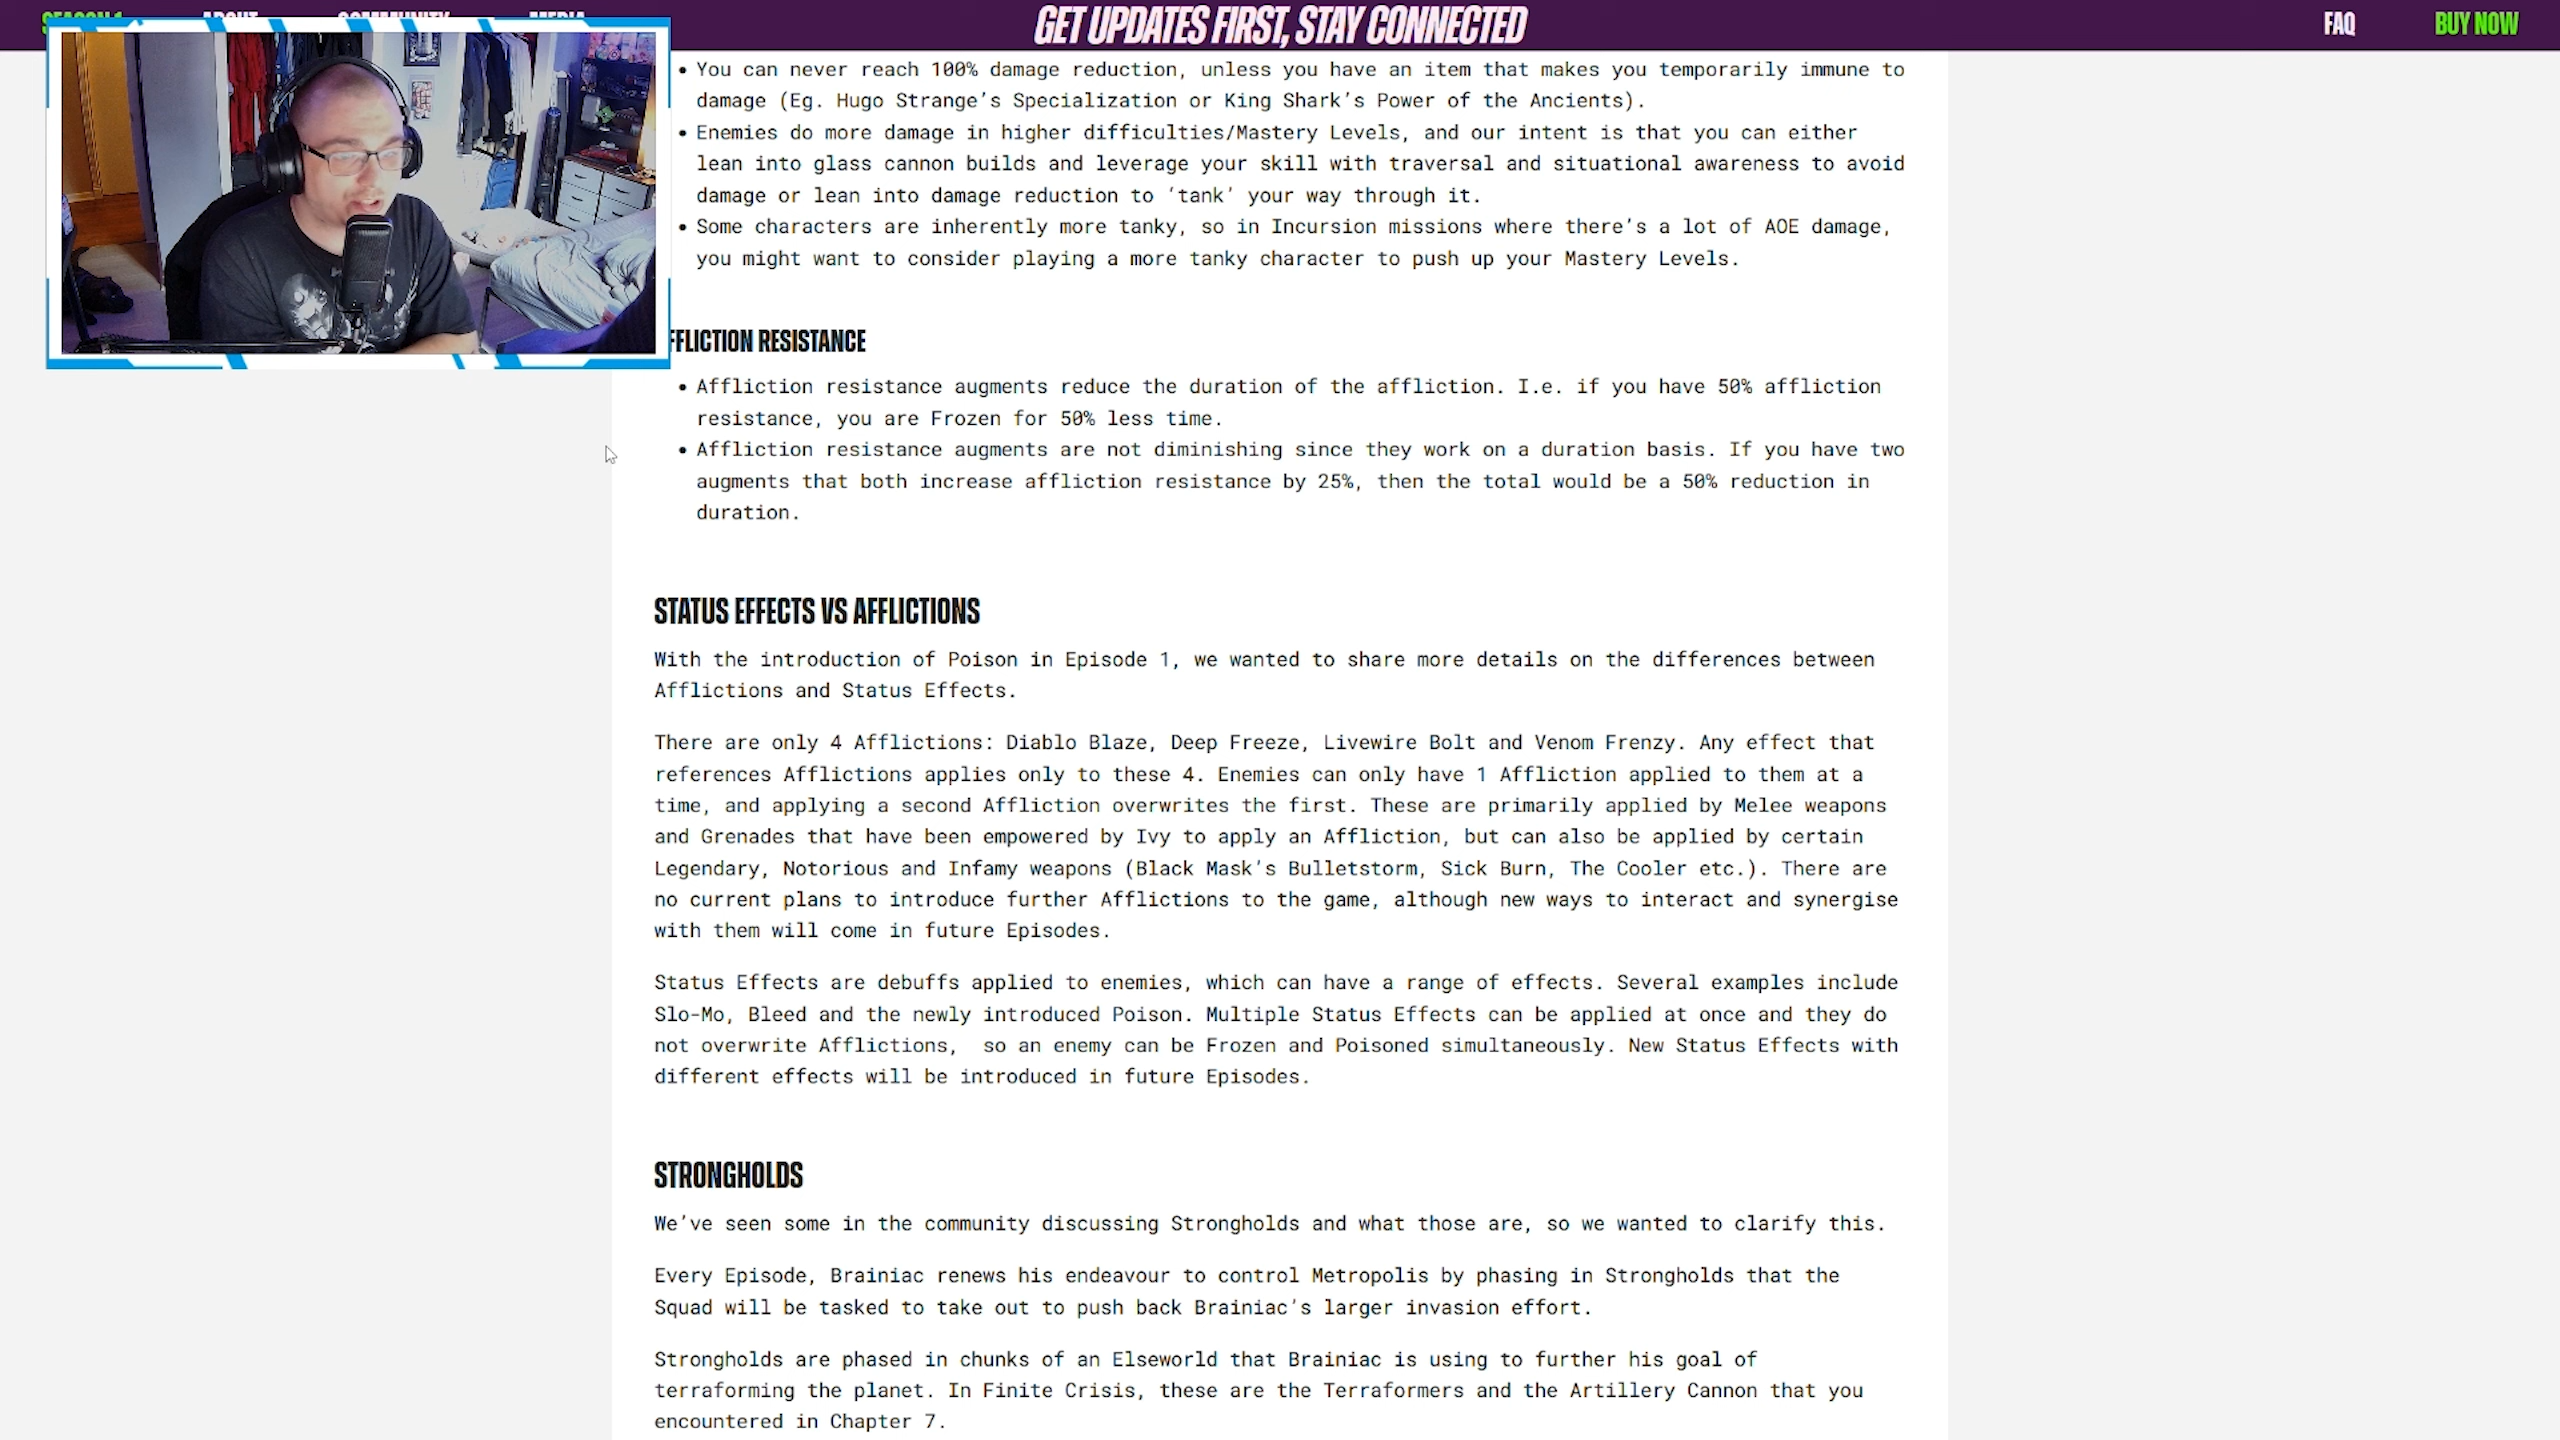 GET UPDATES FIRST, STAY CONNECTED
FAQ
BUY NOW
• You can never reach 100% damage reduction, unless you have an item that makes you temporarily immune to
damage (Eg. Hugo Strange’s Specialization or King Shark’s Power of the Ancients).
• Enemies do more damage in higher difficulties/Mastery Levels, and our intent is that you can either
lean into glass cannon builds and leverage your skill with traversal and situational awareness to avoid
damage or lean into damage reduction to ‘tank’ your way through it.
• Some characters are inherently more tanky, so in Incursion missions where there’s a lot of AOE damage,
you might want to consider playing a more tanky character to push up your Mastery Levels.
FFLICTION RESISTANCE
• Affliction resistance augments reduce the duration of the affliction. I.e. if you have 50% affliction
resistance, you are Frozen for 50% less time.
• Affliction resistance augments are not diminishing since they work on a duration basis. If you have two
augments that both increase affliction resistance by 25%, then the total would be a 50% reduction in
duration.
STATUS EFFECTS VS AFFLICTIONS
With the introduction of Poison in Episode 1, we wanted to share more details on the differences between
Afflictions and Status Effects.
There are only 4 Afflictions: Diablo Blaze, Deep Freeze, Livewire Bolt and Venom Frenzy. Any effect that
references Afflictions applies only to these 4. Enemies can only have 1 Affliction applied to them at a
time, and applying a second Affliction overwrites the first. These are primarily applied by Melee weapons
and Grenades that have been empowered by Ivy to apply an Affliction, but can also be applied by certain
Legendary, Notorious and Infamy weapons (Black Mask’s Bulletstorm, Sick Burn, The Cooler etc.). There are
no current plans to introduce further Afflictions to the game, although new ways to interact and synergise
with them will come in future Episodes.
Status Effects are debuffs applied to enemies, which can have a range of effects. Several examples include
Slo-Mo, Bleed and the newly introduced Poison. Multiple Status Effects can be applied at once and they do
not overwrite Afflictions,  so an enemy can be Frozen and Poisoned simultaneously. New Status Effects with
different effects will be introduced in future Episodes.
STRONGHOLDS
We’ve seen some in the community discussing Strongholds and what those are, so we wanted to clarify this.
Every Episode, Brainiac renews his endeavour to control Metropolis by phasing in Strongholds that the
Squad will be tasked to take out to push back Brainiac’s larger invasion effort.
Strongholds are phased in chunks of an Elseworld that Brainiac is using to further his goal of
terraforming the planet. In Finite Crisis, these are the Terraformers and the Artillery Cannon that you
encountered in Chapter 7.